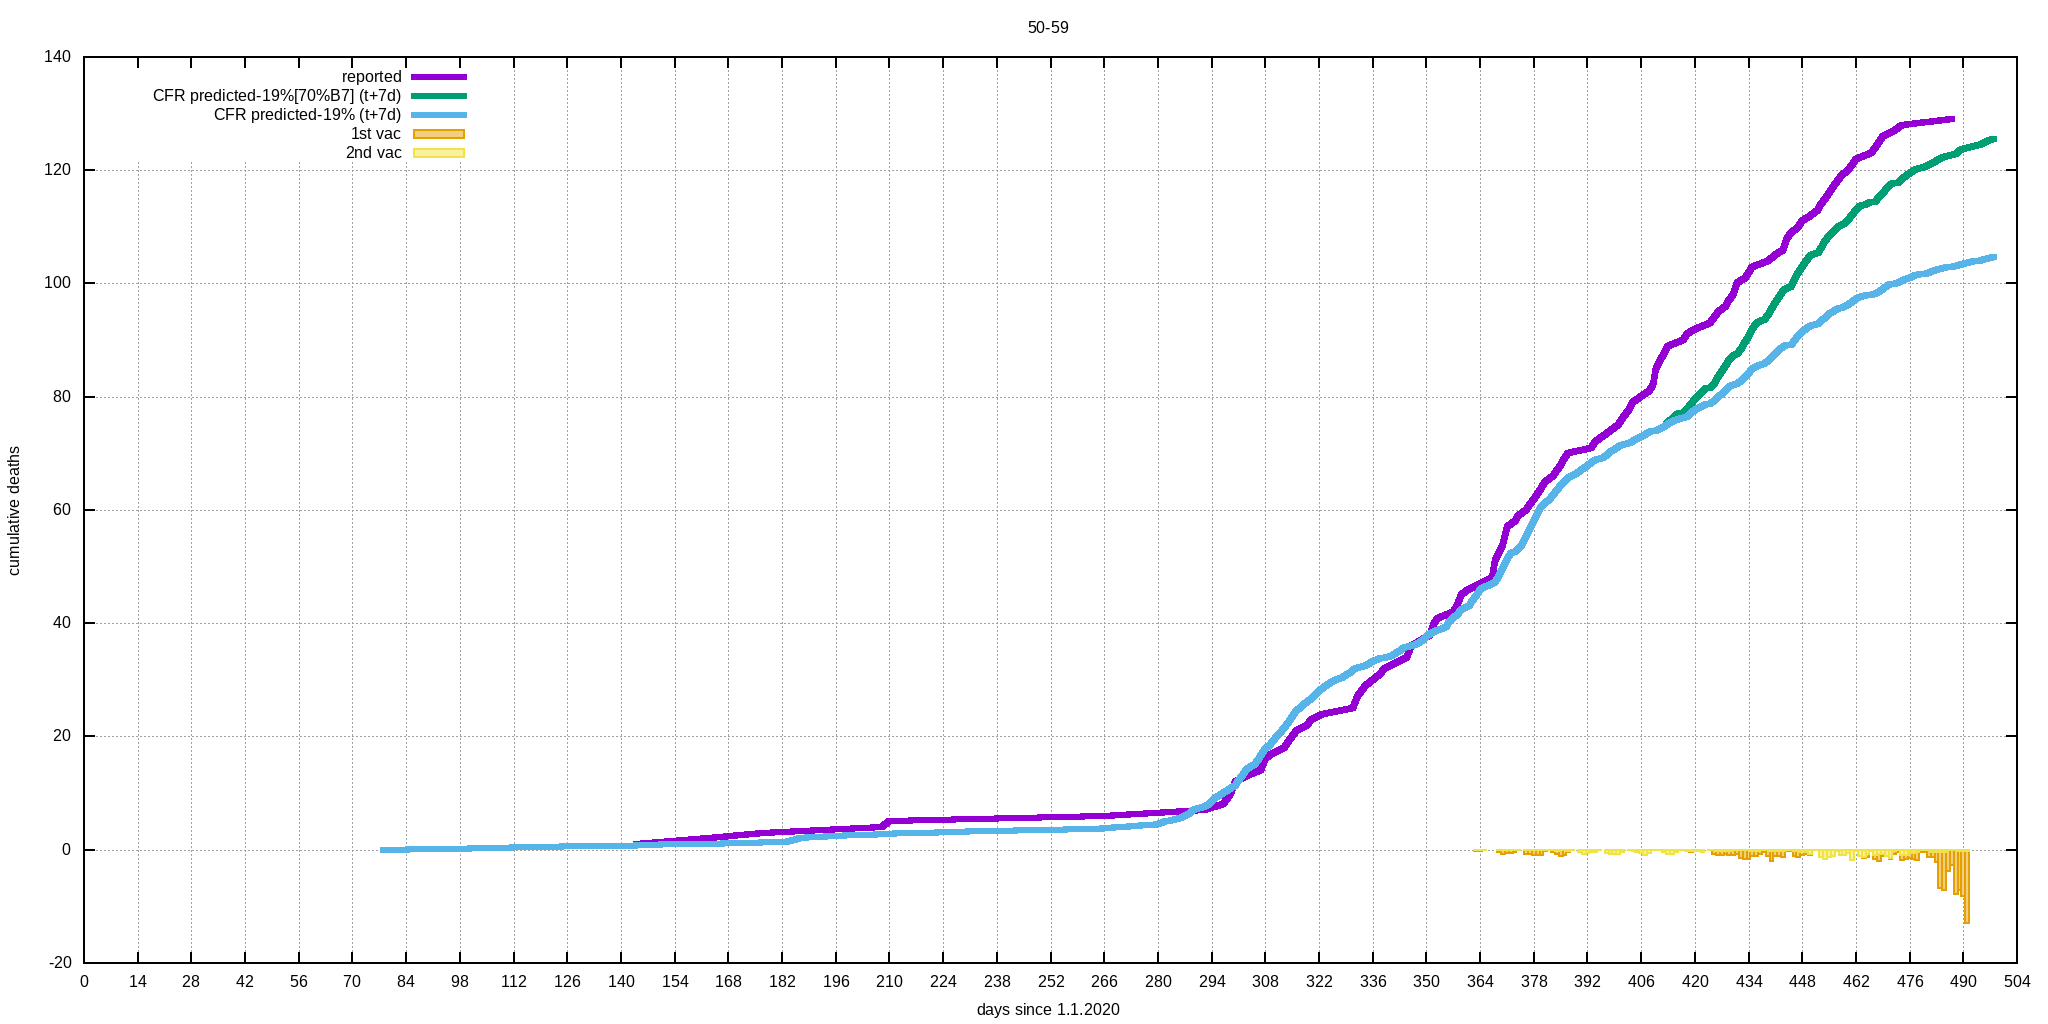 50-59
reported
CFR predicted-19%[70%B7] (t+7d)
CFR predicted-19% (t+7d)
1st vac
2nd vac
140
120
100
80
60
40
20
0
-20
cumulative deaths
0 14 28 42 56 70 84 98 112 126 140 154 168 182 196 210 224 238 252 266 280 294 308 322 336 350 364 378 392 406 420 434 448 462 476 490 504
days since 1.1.2020